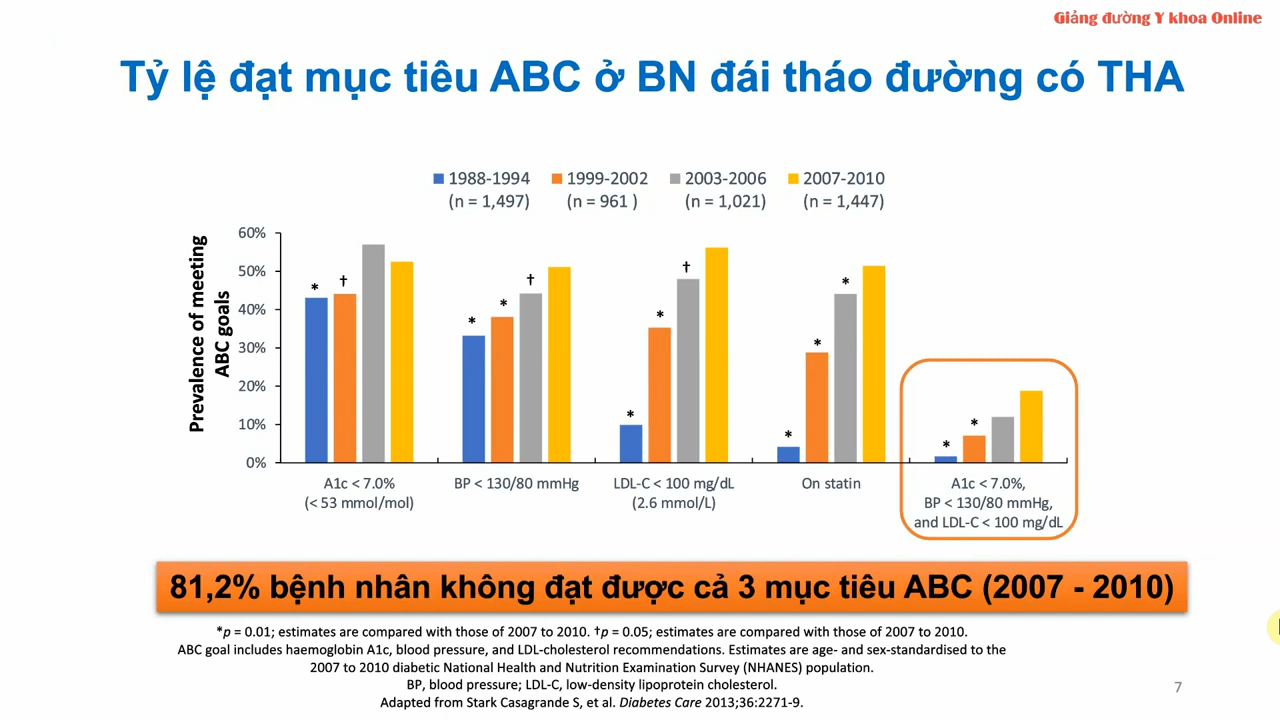 Giảng đường Y khoa Online
Tỷ lệ đạt mục tiêu ABC ở BN đái tháo đường có THA
1988-1994 1999-2002 2003-2006 2007-2010
(n = 1,497) (n = 961 ) (n = 1,021) (n = 1,447)
Prevalence of meeting
ABC goals
60%
50%
40%
30%
20%
10%
0%
* †
* * †
* * †
* * *
* *
A1c < 7.0%
(< 53 mmol/mol)
BP < 130/80 mmHg
LDL-C < 100 mg/dL
(2.6 mmol/L)
On statin
A1c < 7.0%,
BP < 130/80 mmHg,
and LDL-C < 100 mg/dL
81,2% bệnh nhân không đạt được cả 3 mục tiêu ABC (2007 - 2010)
*p = 0.01; estimates are compared with those of 2007 to 2010. †p = 0.05; estimates are compared with those of 2007 to 2010.
ABC goal includes haemoglobin A1c, blood pressure, and LDL-cholesterol recommendations. Estimates are age- and sex-standardised to the
2007 to 2010 diabetic National Health and Nutrition Examination Survey (NHANES) population.
BP, blood pressure; LDL-C, low-density lipoprotein cholesterol.
Adapted from Stark Casagrande S, et al. Diabetes Care 2013;36:2271-9.
7